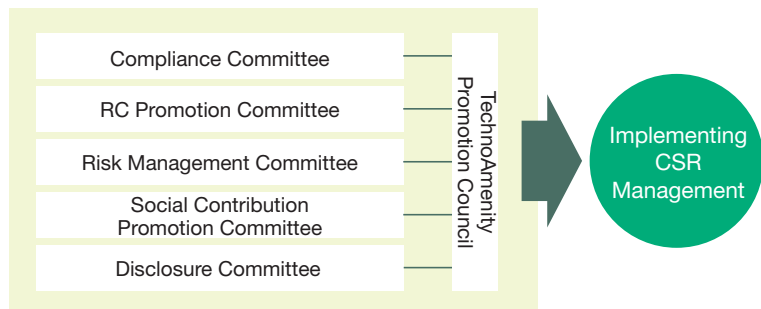 Compliance Committee
RC Promotion Committee
Risk Management Committee
Social Contribution
Promotion Committee
Disclosure Committee
TechnoAmenity
Promotion Council
Implementing
CSR
Management